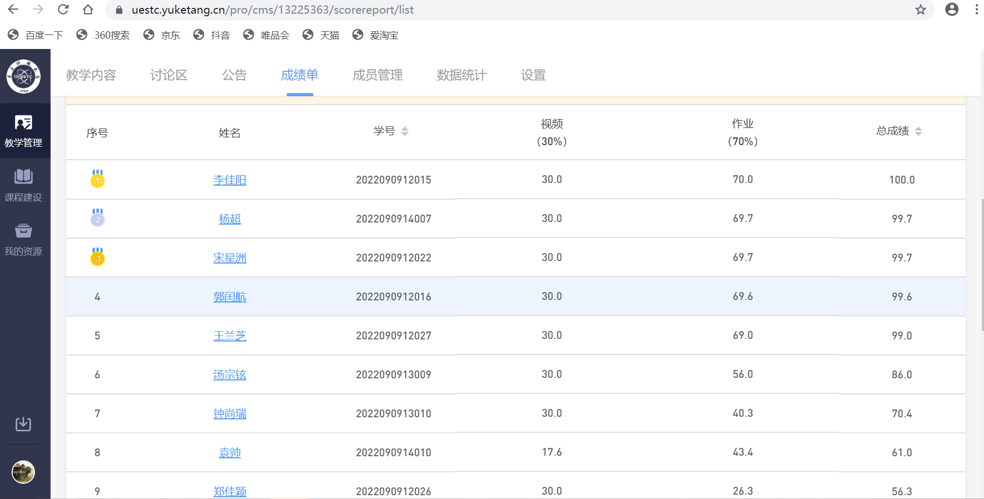 uestc.yuketang.cn/pro/cms/13225363/scorereport/list
百度一下 360搜索 京东 抖音 唯品会 天猫 爱淘宝
教学内容 讨论区 公告 成绩单 成员管理 数据统计 设置
教学管理
课程建设
我的资源
序号 姓名 学号 视频 (30%) 作业 (70%) 总成绩
1 李佳阳 2022090912015 30.0 70.0 100.0
2 杨超 2022090914007 30.0 69.7 99.7
3 宋星洲 2022090912022 30.0 69.7 99.7
4 郭闰航 2022090912016 30.0 69.6 99.6
5 王兰芝 2022090912027 30.0 69.0 99.0
6 汤宗铉 2022090913009 30.0 56.0 86.0
7 钟尚瑞 2022090913010 30.0 40.3 70.4
8 袁帅 2022090914010 17.6 43.4 61.0
9 郑佳颖 2022090912026 30.0 26.3 56.3